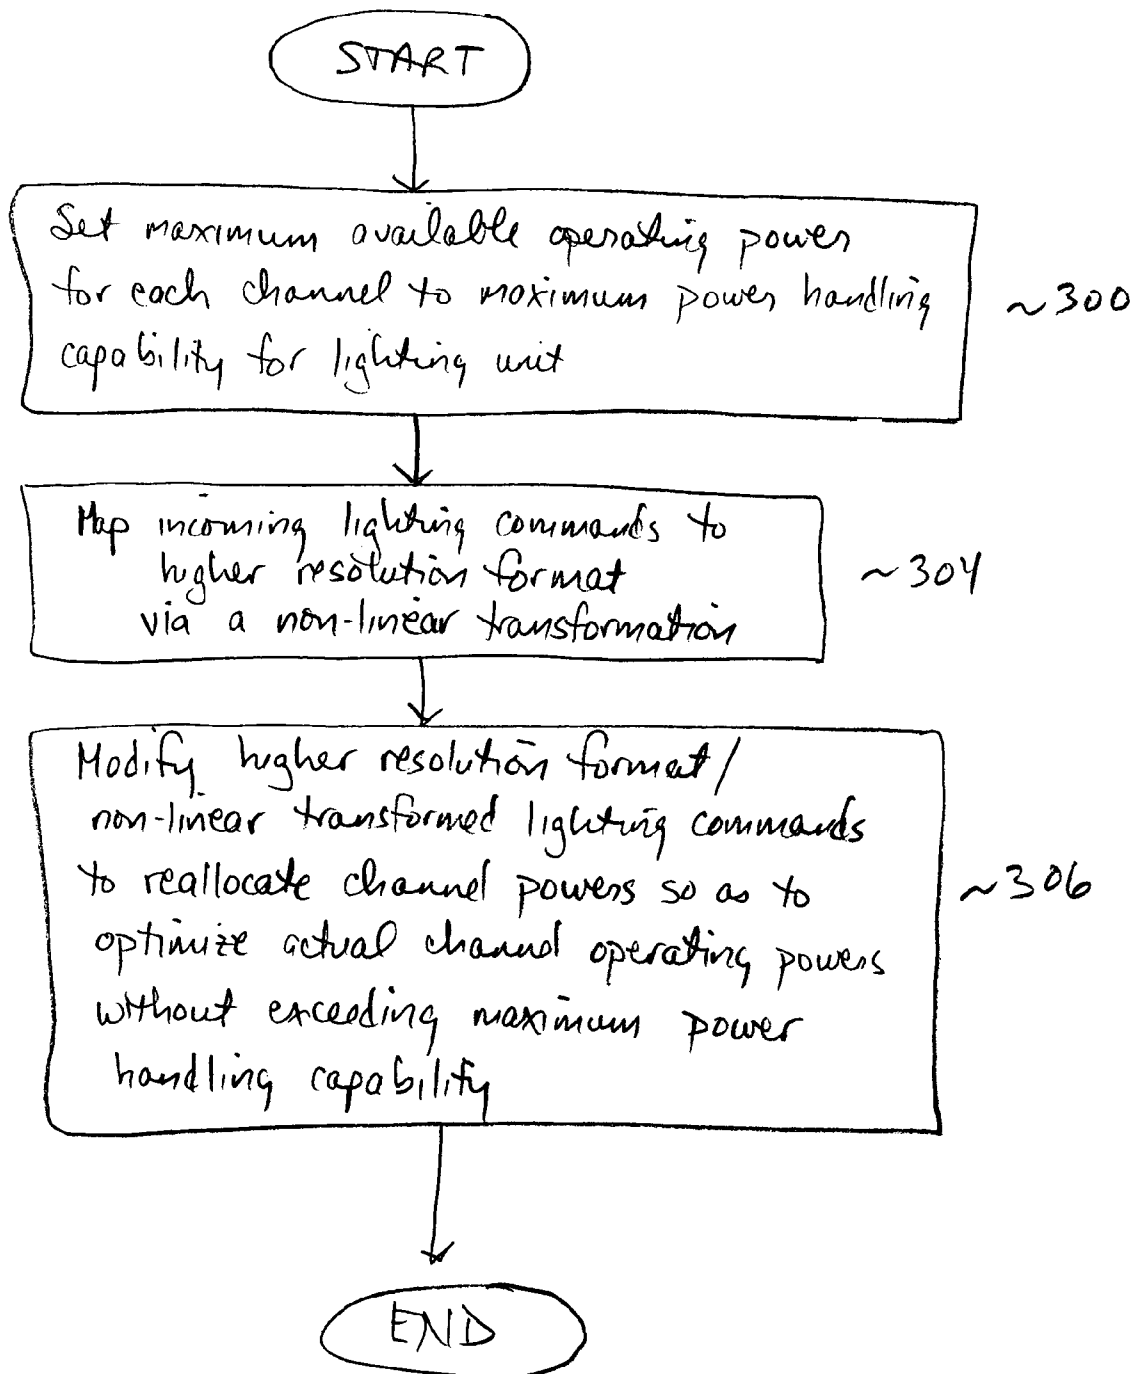 START
Set maximum available operating power
for each channel to maximum power handling
capability for lighting unit
~300
Map incoming lighting commands to
higher resolution format
via a non-linear transformation
~304
Modify higher resolution format/
non-linear transformed lighting commands
to reallocate channel powers so as to
optimize actual channel operating powers
without exceeding maximum power
handling capability
~306
END